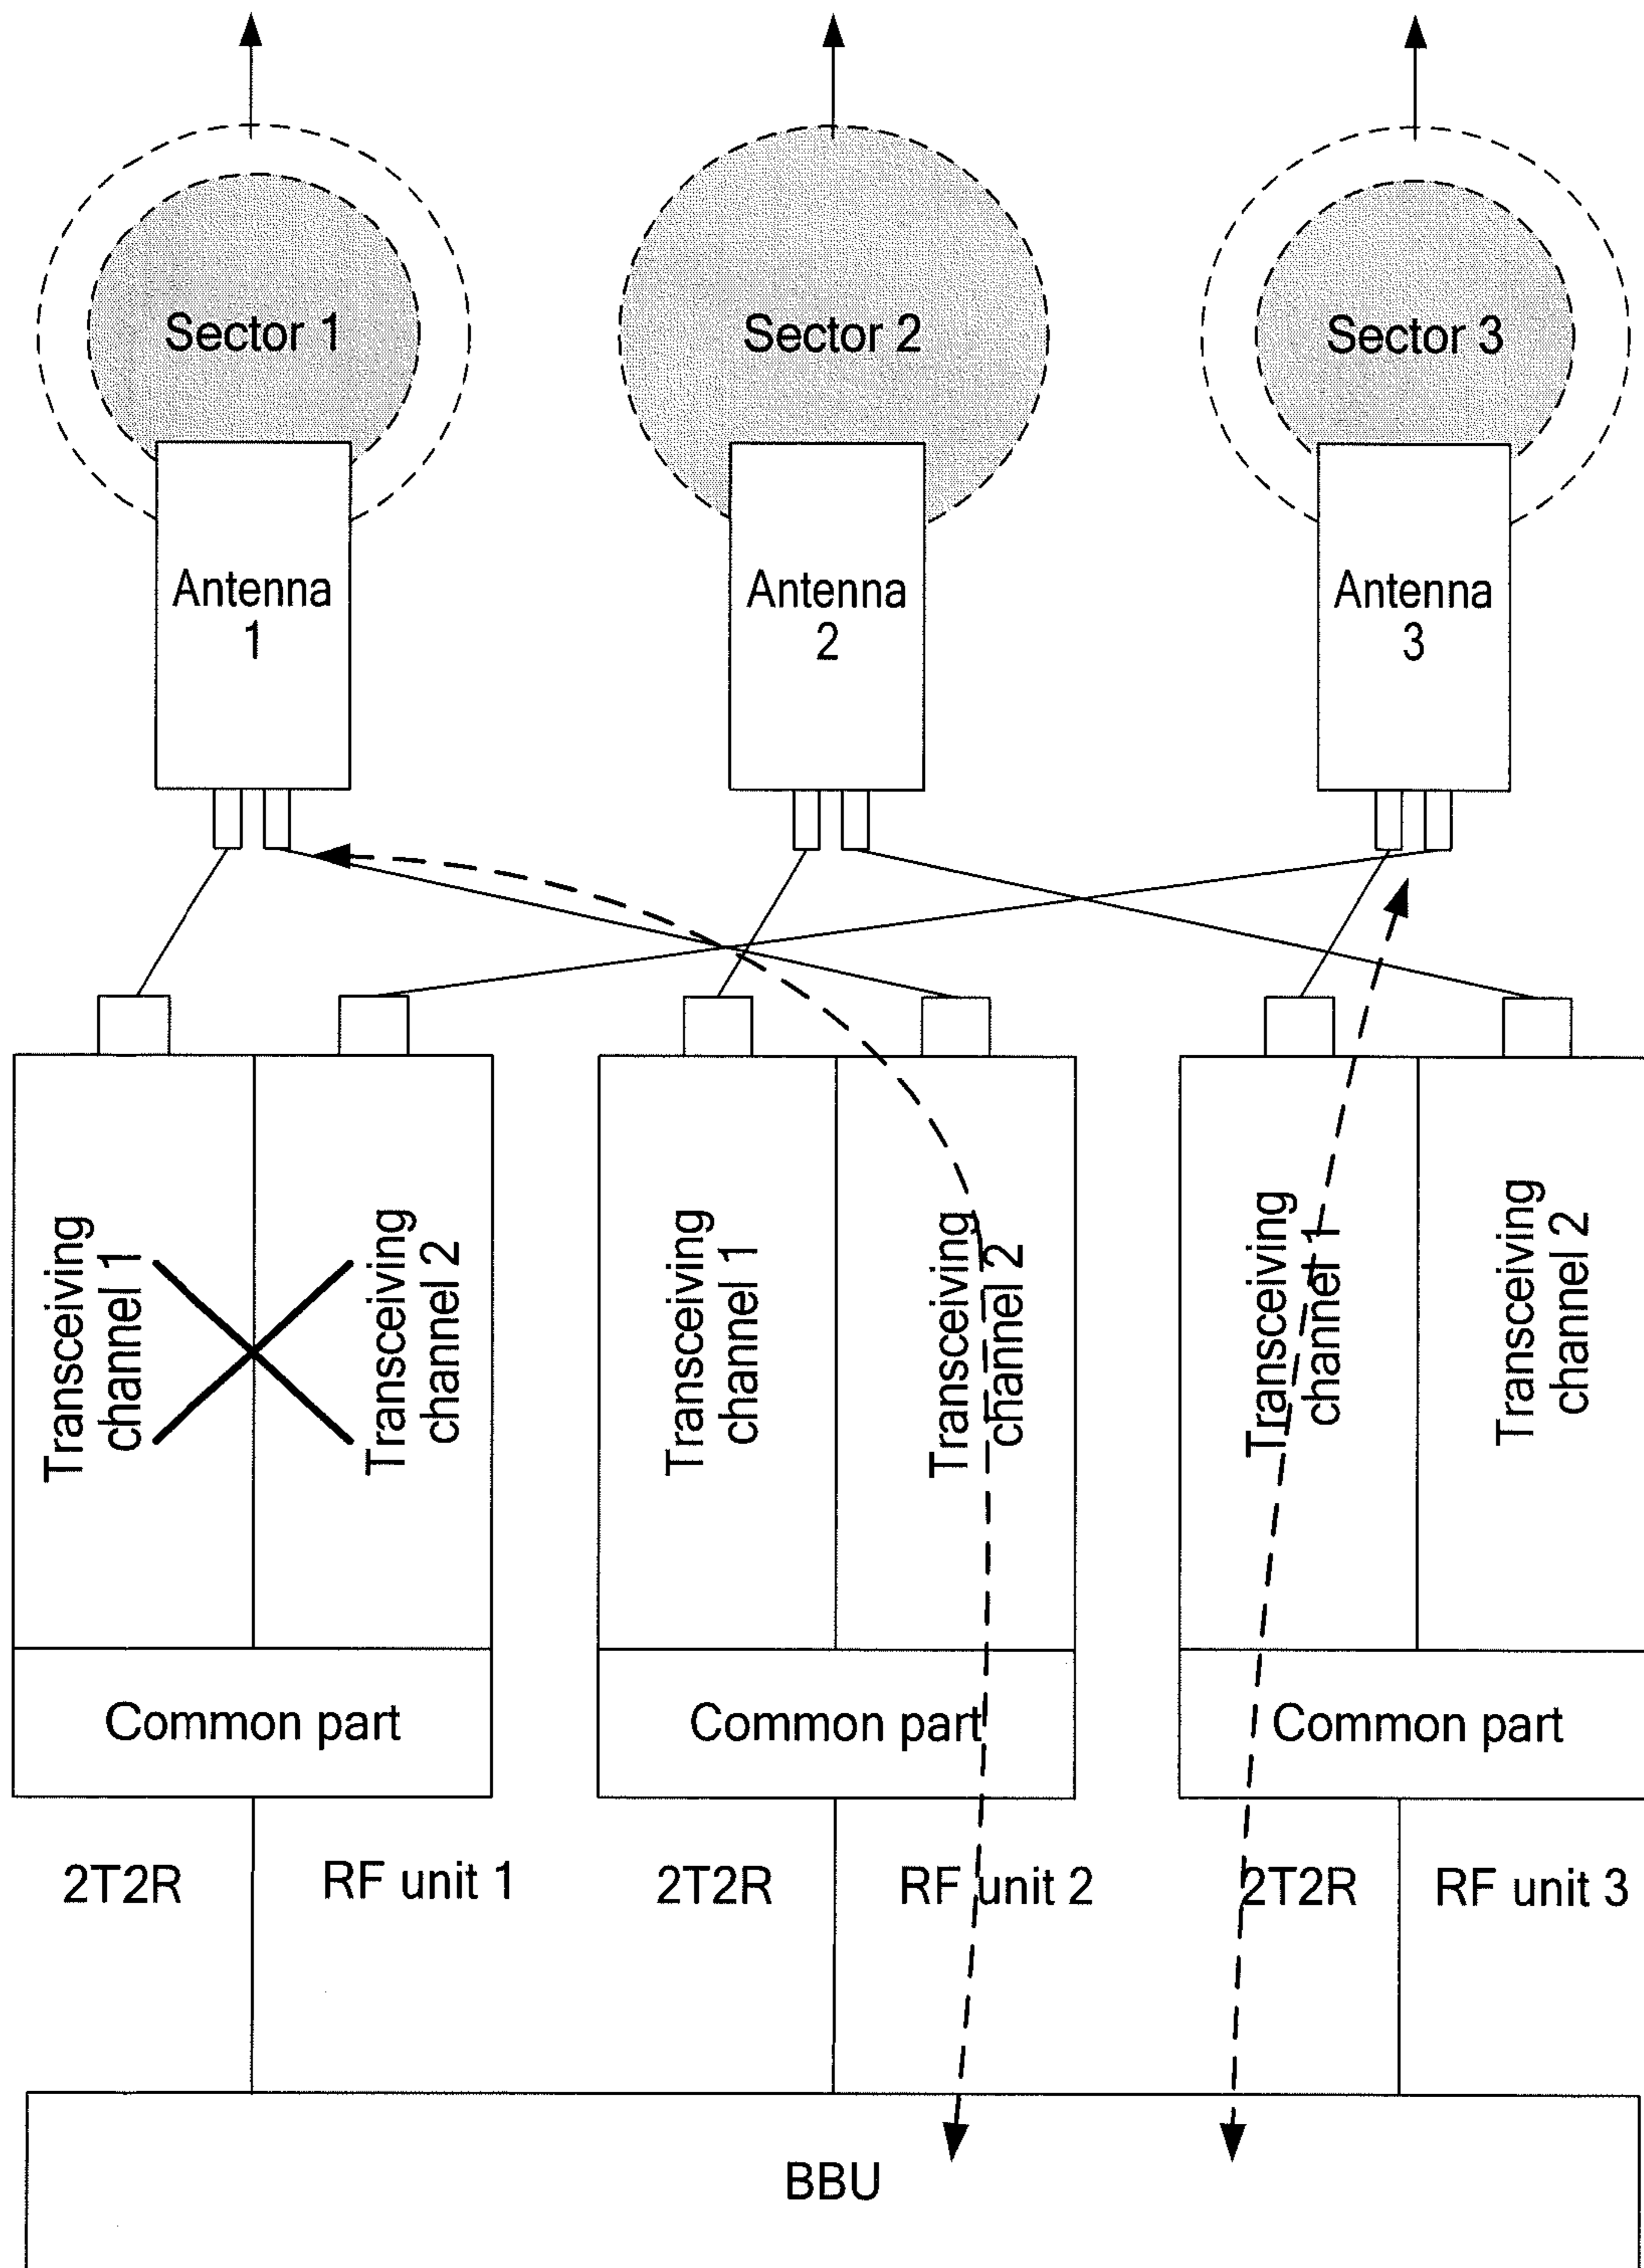 Sector 1
Sector 2
Sector 3
Antenna
1
Antenna
2
Antenna
3
Transceiving
channel 1
Transceiving
channel 2
Transceiving
channel 1
Transceiving
channel 2
Transceiving
channel 1
Transceiving
channel 2
Common part
Common part
Common part
2T2R
RF unit 1
2T2R
RF unit 2
2T2R
RF unit 3
BBU